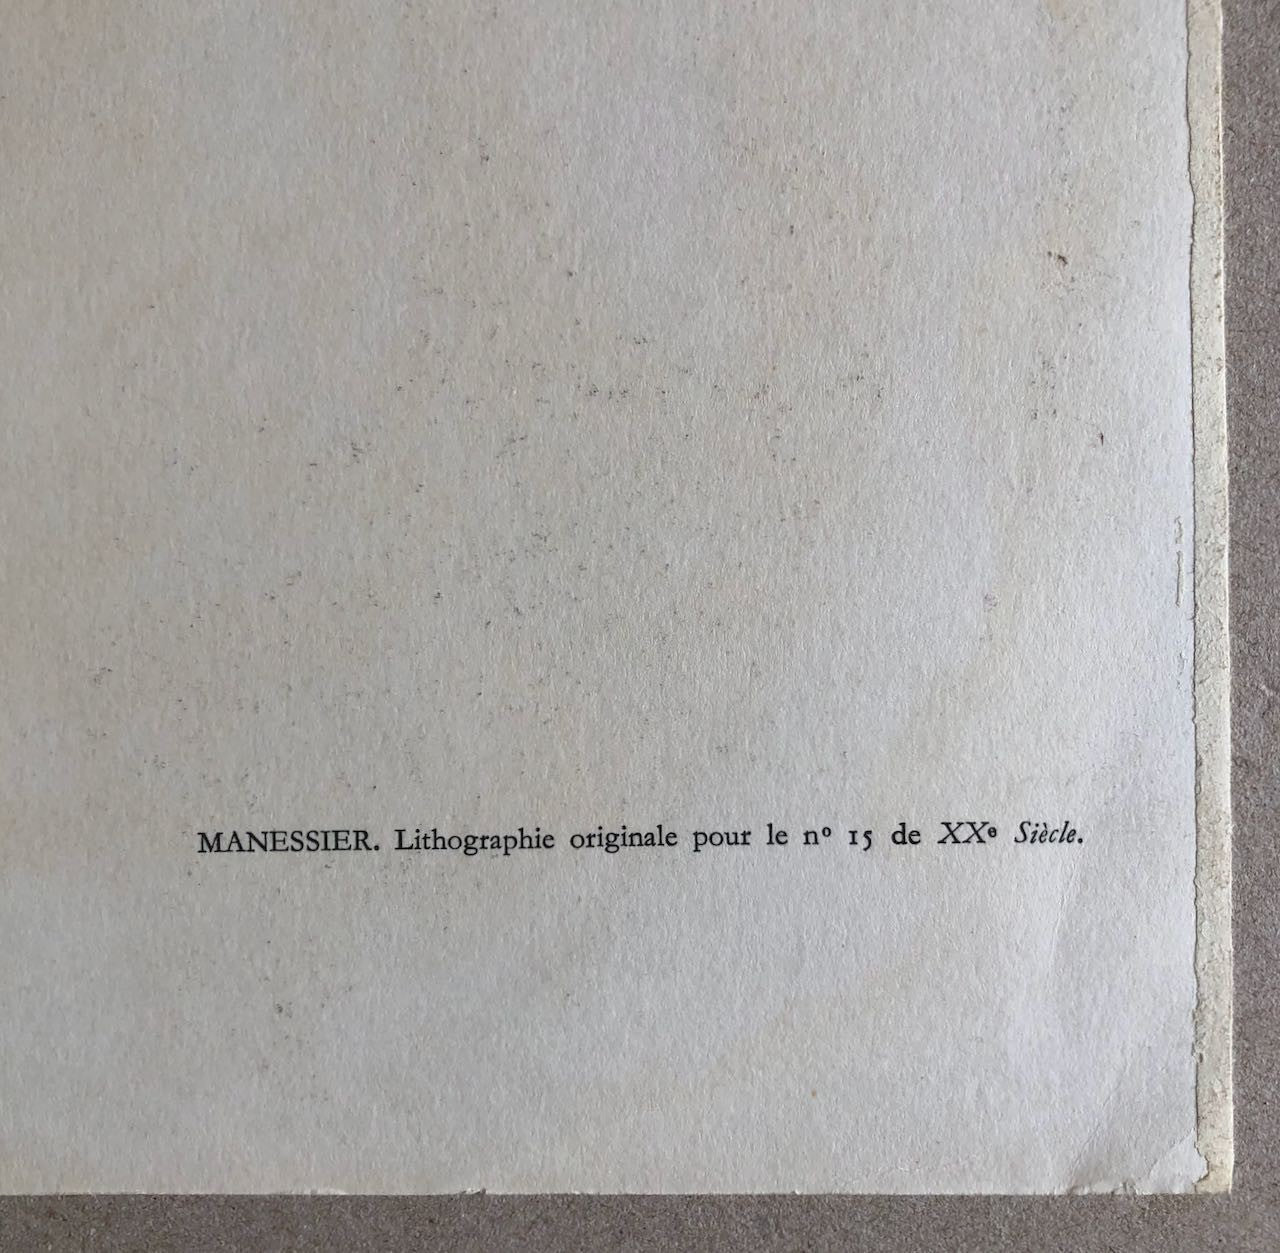 MANESSIER. Lithographie originale pour le nº 15 de XXᵉ Siècle.